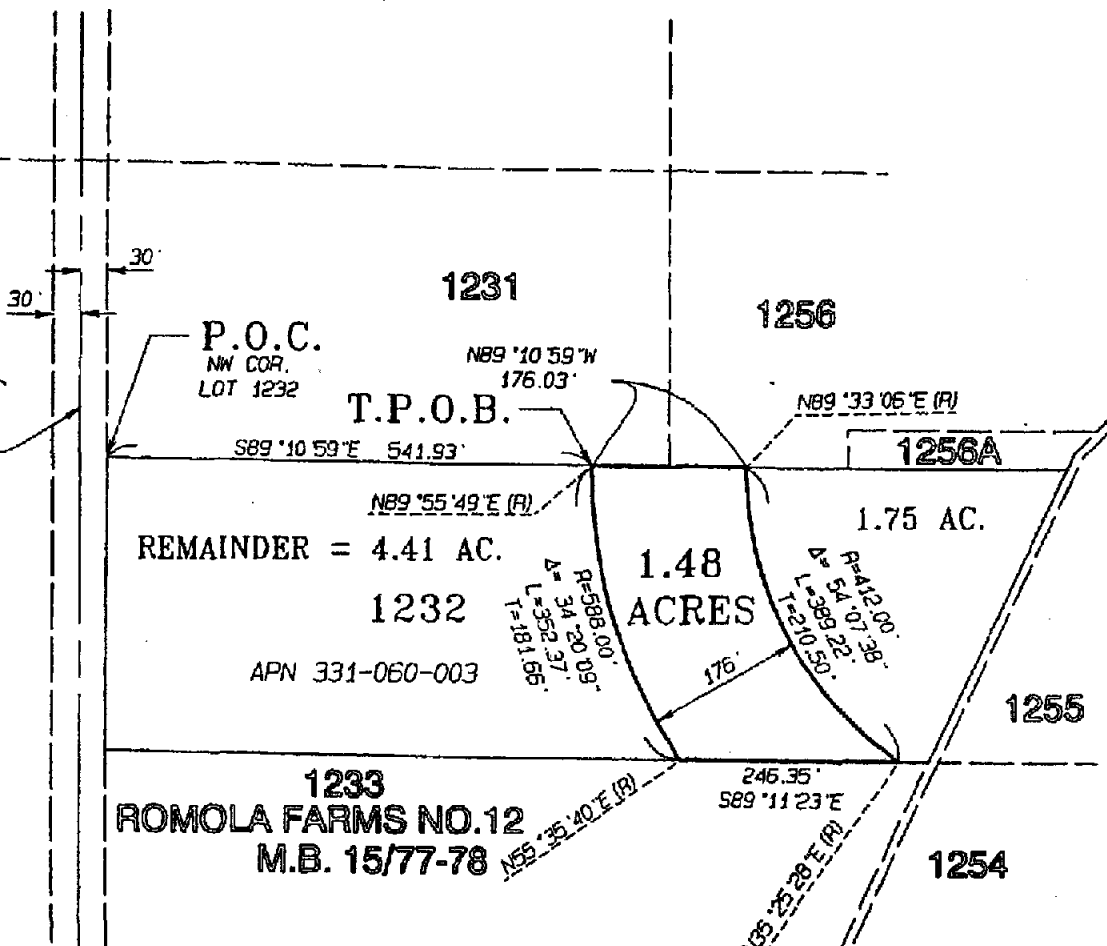 30'
30'
1231
1256
P.O.C.
NW COR.
LOT 1232
N89°10'59"W
176.03'
T.P.O.B.
N89°33'06"E (R)
S89°10'59"E 541.93'
1256A
N89°55'49"E (R)
1.75 AC.
REMAINDER = 4.41 AC.
1.48
ACRES
1232
R=588.00'
Δ= 34°20'09"
L=352.37'
T=181.66'
R=412.00'
Δ= 54°07'38"
L=389.22'
T=210.50'
APN 331-060-003
176'
1255
1233
246.35'
S89°11'23"E
ROMOLA FARMS NO.12
M.B. 15/77-78
N55°35'40"E (R)
1254
36°25'28"E (R)